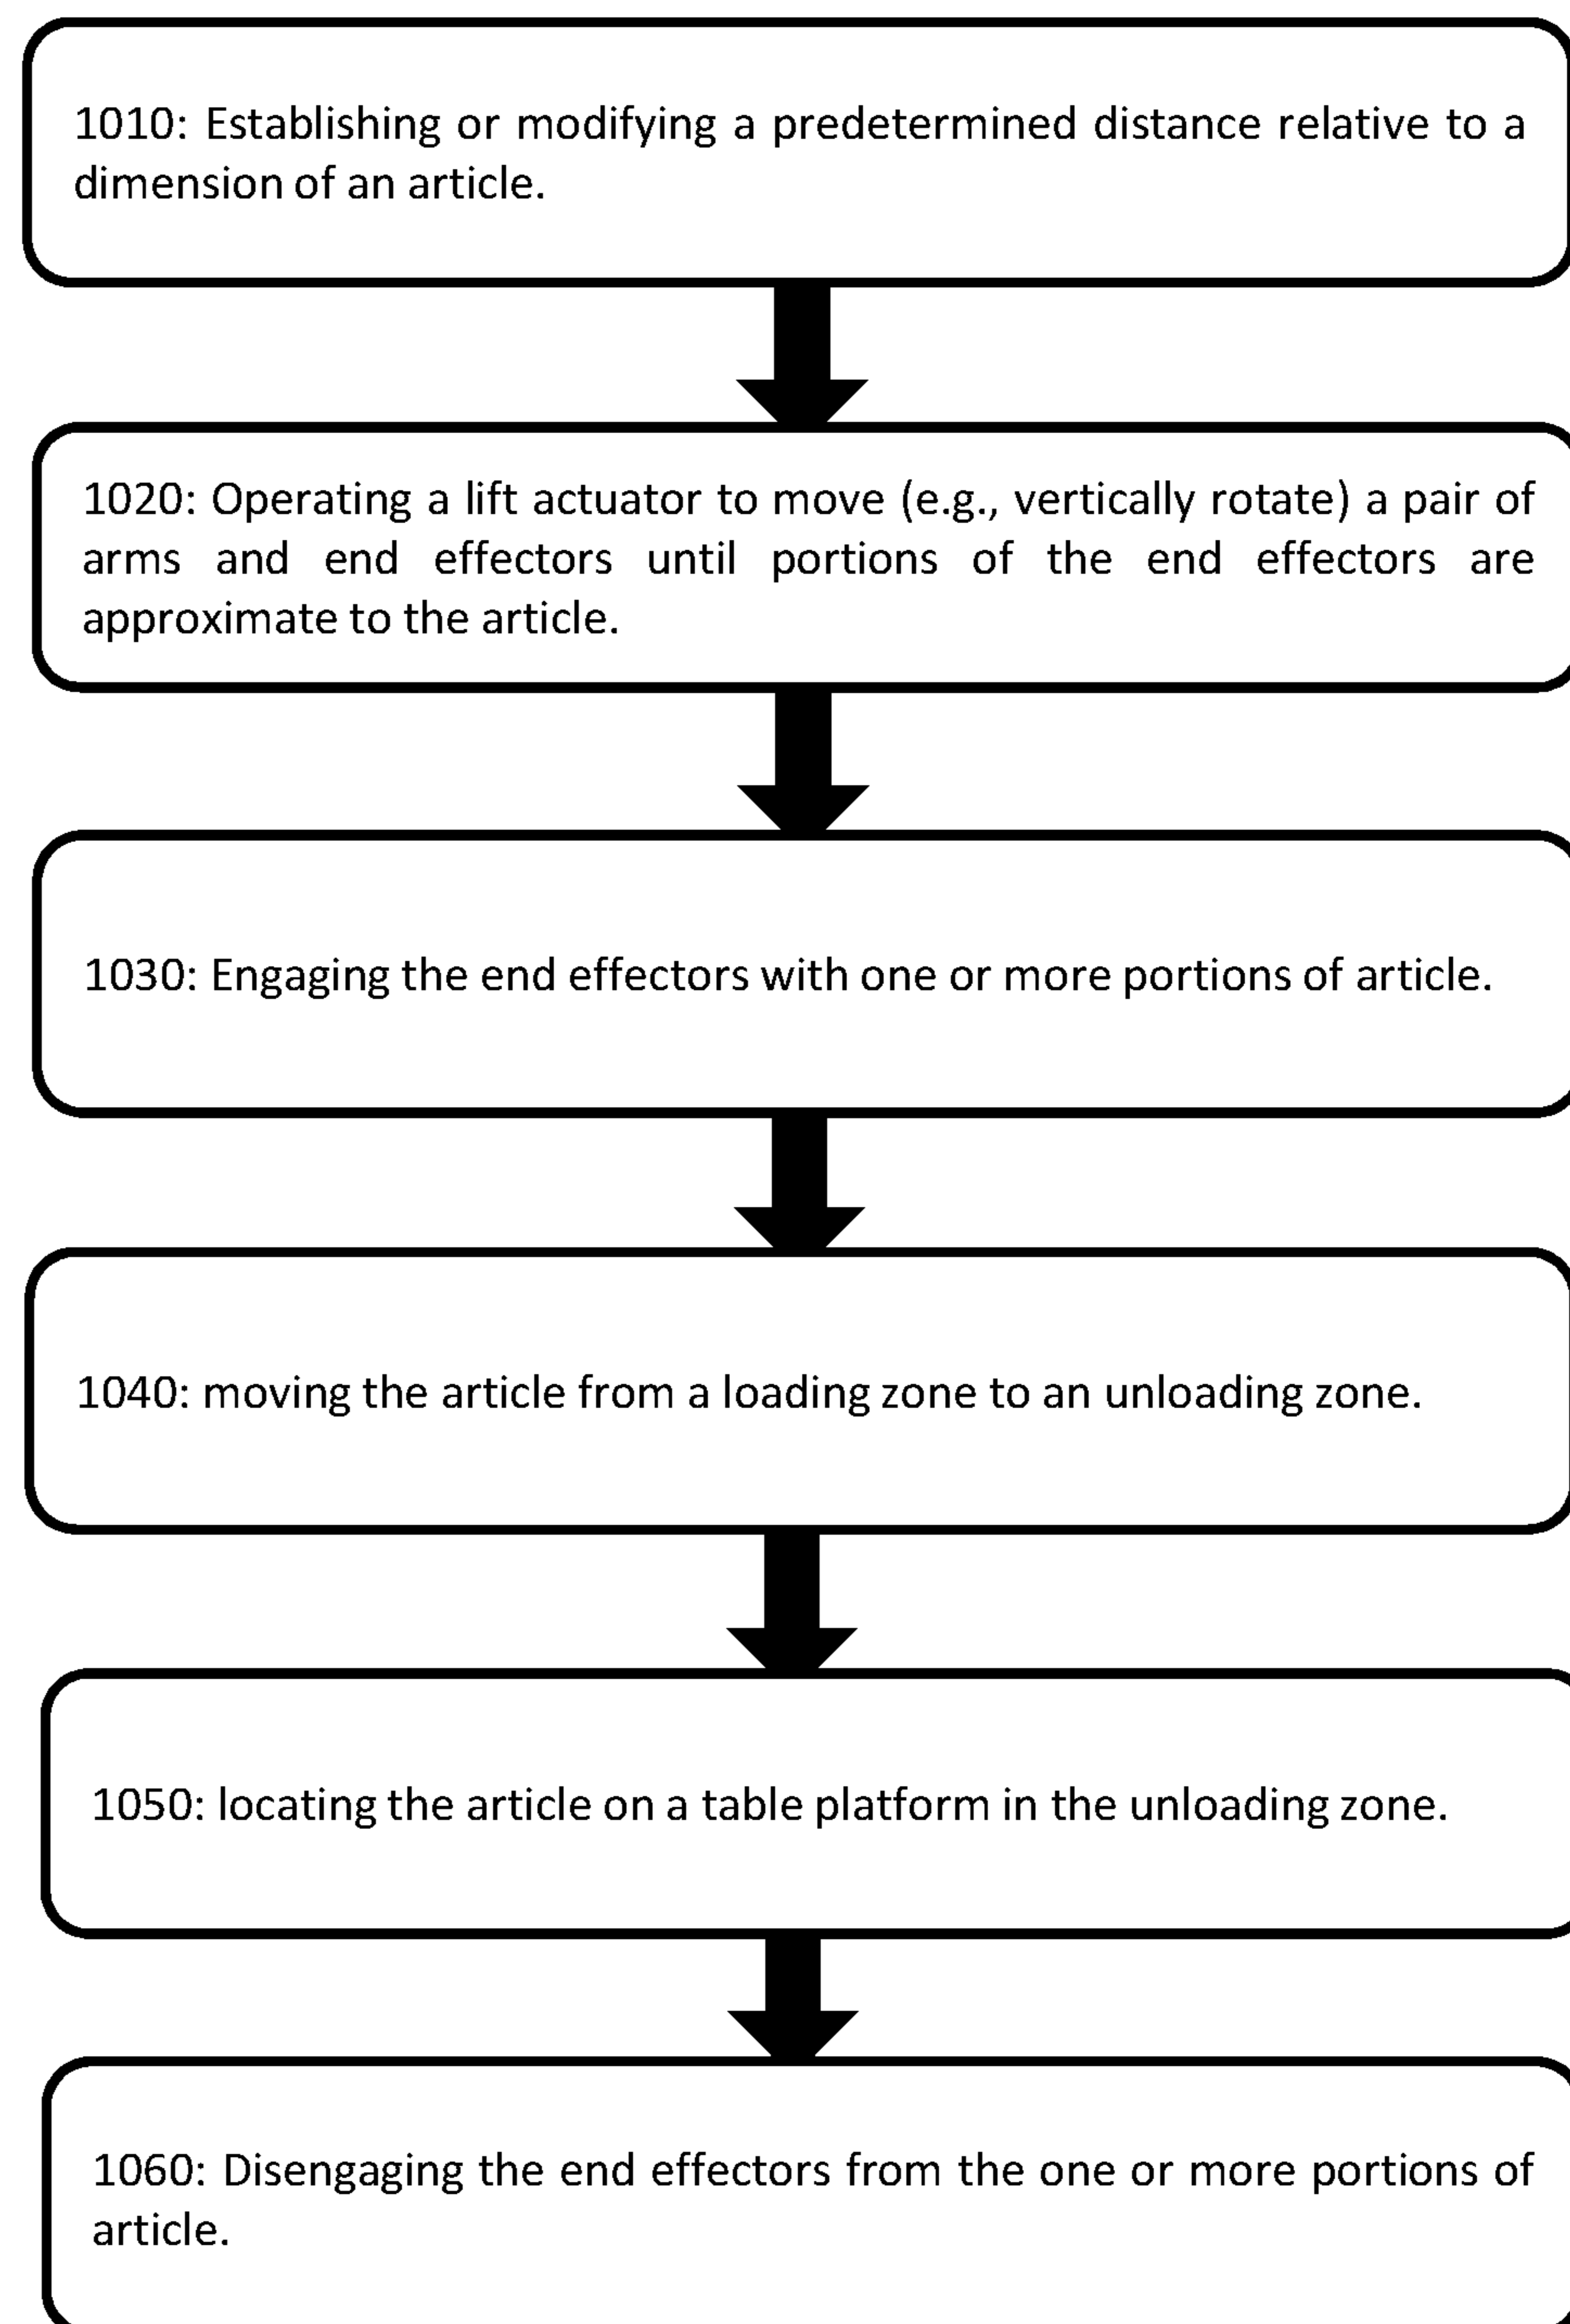 1010: Establishing or modifying a predetermined distance relative to a
dimension of an article.
1020: Operating a lift actuator to move (e.g., vertically rotate) a pair of
arms and end effectors until portions of the end effectors are
approximate to the article.
1030: Engaging the end effectors with one or more portions of article.
1040: moving the article from a loading zone to an unloading zone.
1050: locating the article on a table platform in the unloading zone.
1060: Disengaging the end effectors from the one or more portions of
article.